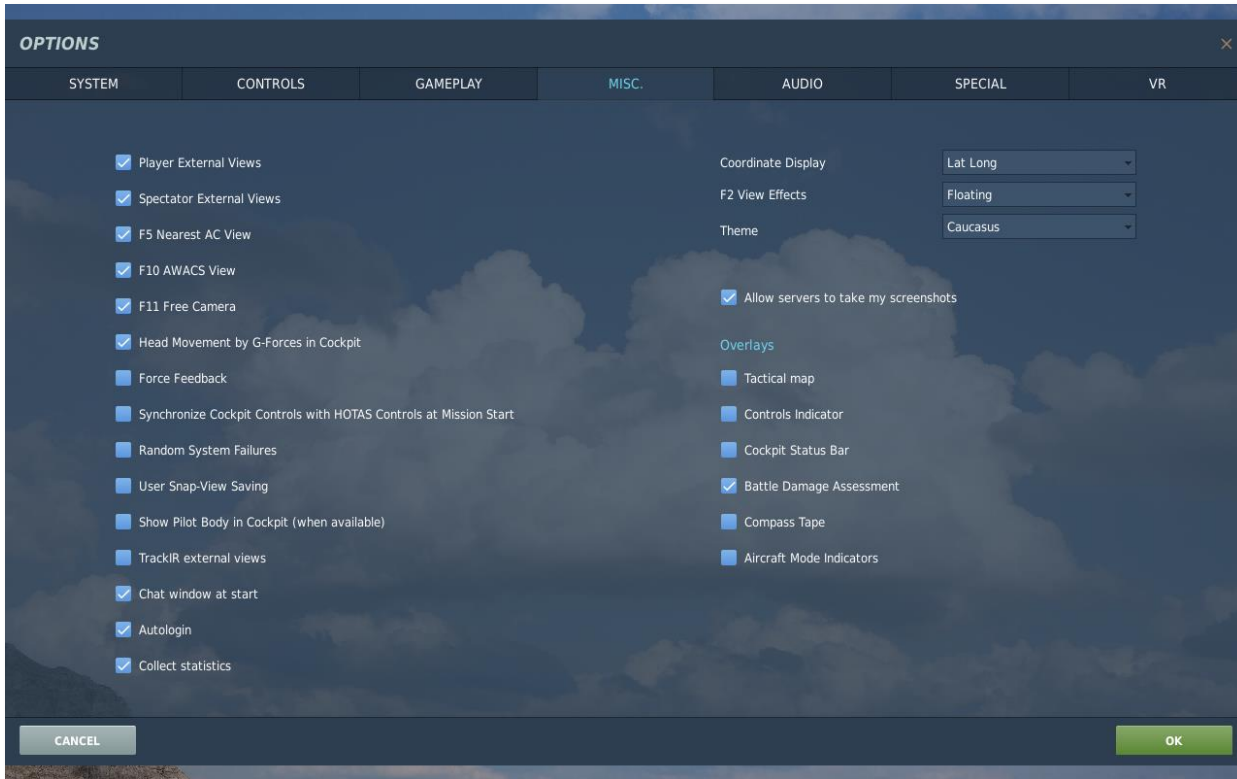 OPTIONS
×
SYSTEM CONTROLS GAMEPLAY MISC. AUDIO SPECIAL VR
Player External Views
Spectator External Views
F5 Nearest AC View
F10 AWACS View
F11 Free Camera
Head Movement by G-Forces in Cockpit
Force Feedback
Synchronize Cockpit Controls with HOTAS Controls at Mission Start
Random System Failures
User Snap-View Saving
Show Pilot Body in Cockpit (when available)
TrackIR external views
Chat window at start
Autologin
Collect statistics
Coordinate Display Lat Long
F2 View Effects Floating
Theme Caucasus
Allow servers to take my screenshots
Overlays
Tactical map
Controls Indicator
Cockpit Status Bar
Battle Damage Assessment
Compass Tape
Aircraft Mode Indicators
CANCEL OK